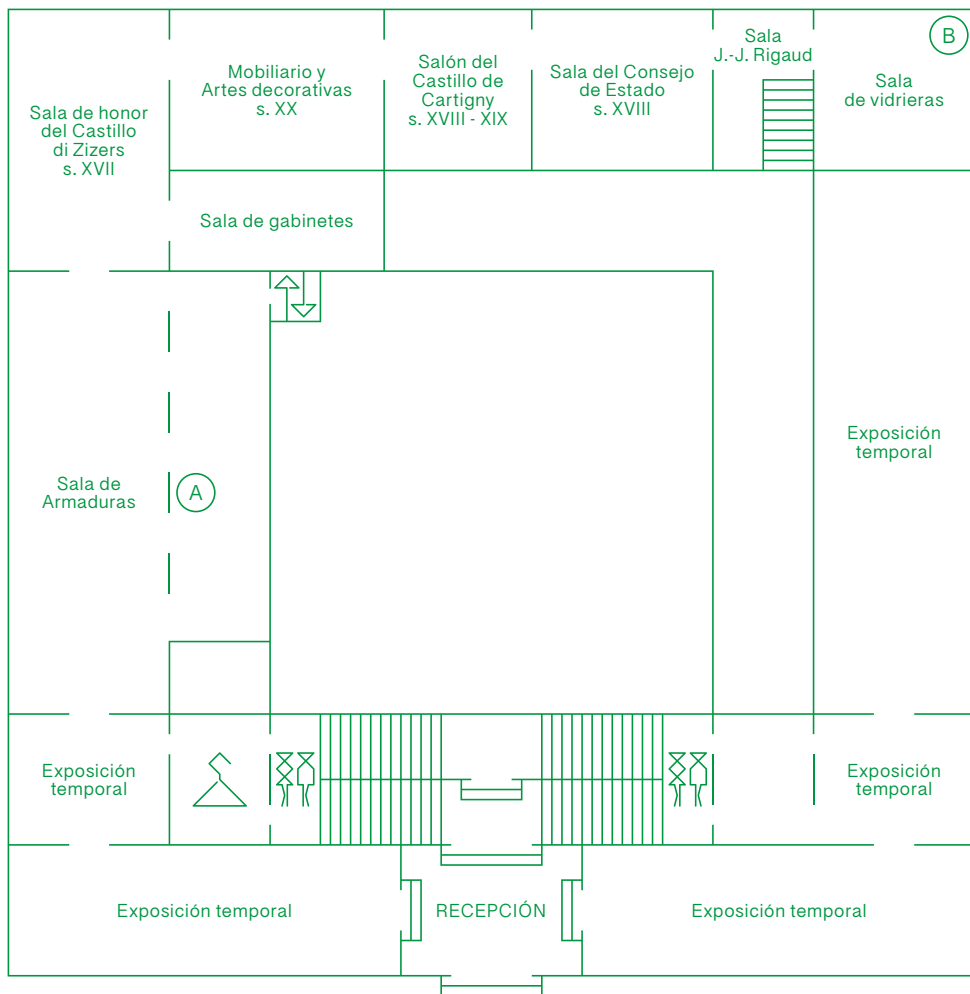 Sala de honor
del Castillo
di Zizers
s. XVII
Mobiliario y
Artes decorativas
s. XX
Salón del
Castillo de
Cartigny
s. XVIII - XIX
Sala del Consejo
de Estado
s. XVIII
Sala
J.-J. Rigaud
B
Sala
de vidrieras
Sala de gabinetes
Exposición
temporal
Sala de
Armaduras
A
Exposición
temporal
Exposición
temporal
Exposición temporal
RECEPCIÓN
Exposición temporal